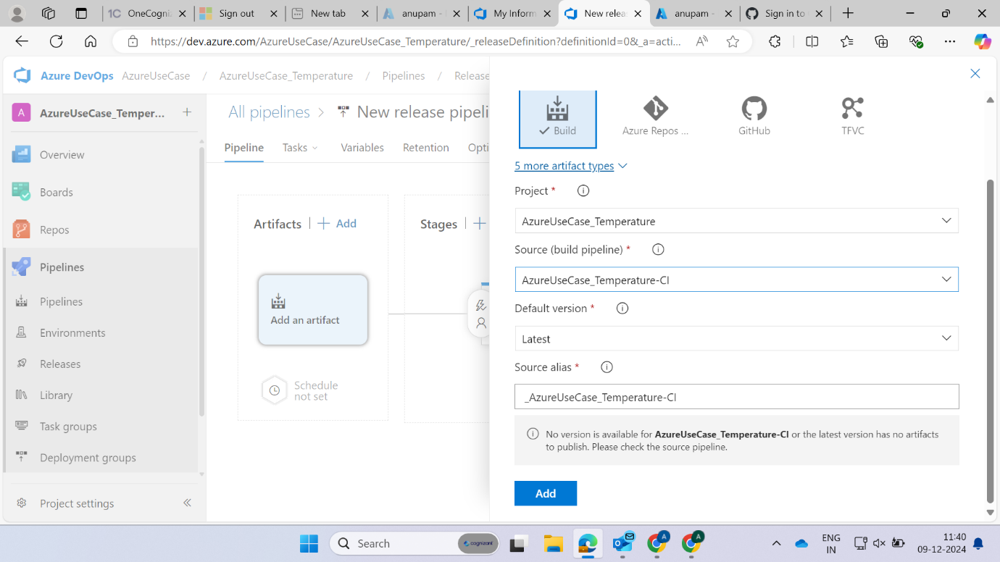 OneCogniz
Sign out
New tab
anupam -
My Inform
New relea
anupam -
Sign in to
https://dev.azure.com/AzureUseCase/AzureUseCase_Temperature/_releaseDefinition?definitionId=0&_a=acti...
Azure DevOps AzureUseCase / AzureUseCase_Temperature / Pipelines / Release
A AzureUseCase_Temper...
Overview
Boards
Repos
Pipelines
Pipelines
Environments
Releases
Library
Task groups
Deployment groups
Project settings
All pipelines > New release pipeli
Pipeline Tasks Variables Retention Opti
Artifacts | + Add
Stages | +
Add an artifact
Schedule
not set
Build
Azure Repos ...
GitHub
TFVC
5 more artifact types
Project *
AzureUseCase_Temperature
Source (build pipeline) *
AzureUseCase_Temperature-CI
Default version *
Latest
Source alias *
_AzureUseCase_Temperature-CI
No version is available for AzureUseCase_Temperature-CI or the latest version has no artifacts
to publish. Please check the source pipeline.
Add
Search
cognizant
A
A
ENG
IN
11:40
09-12-2024